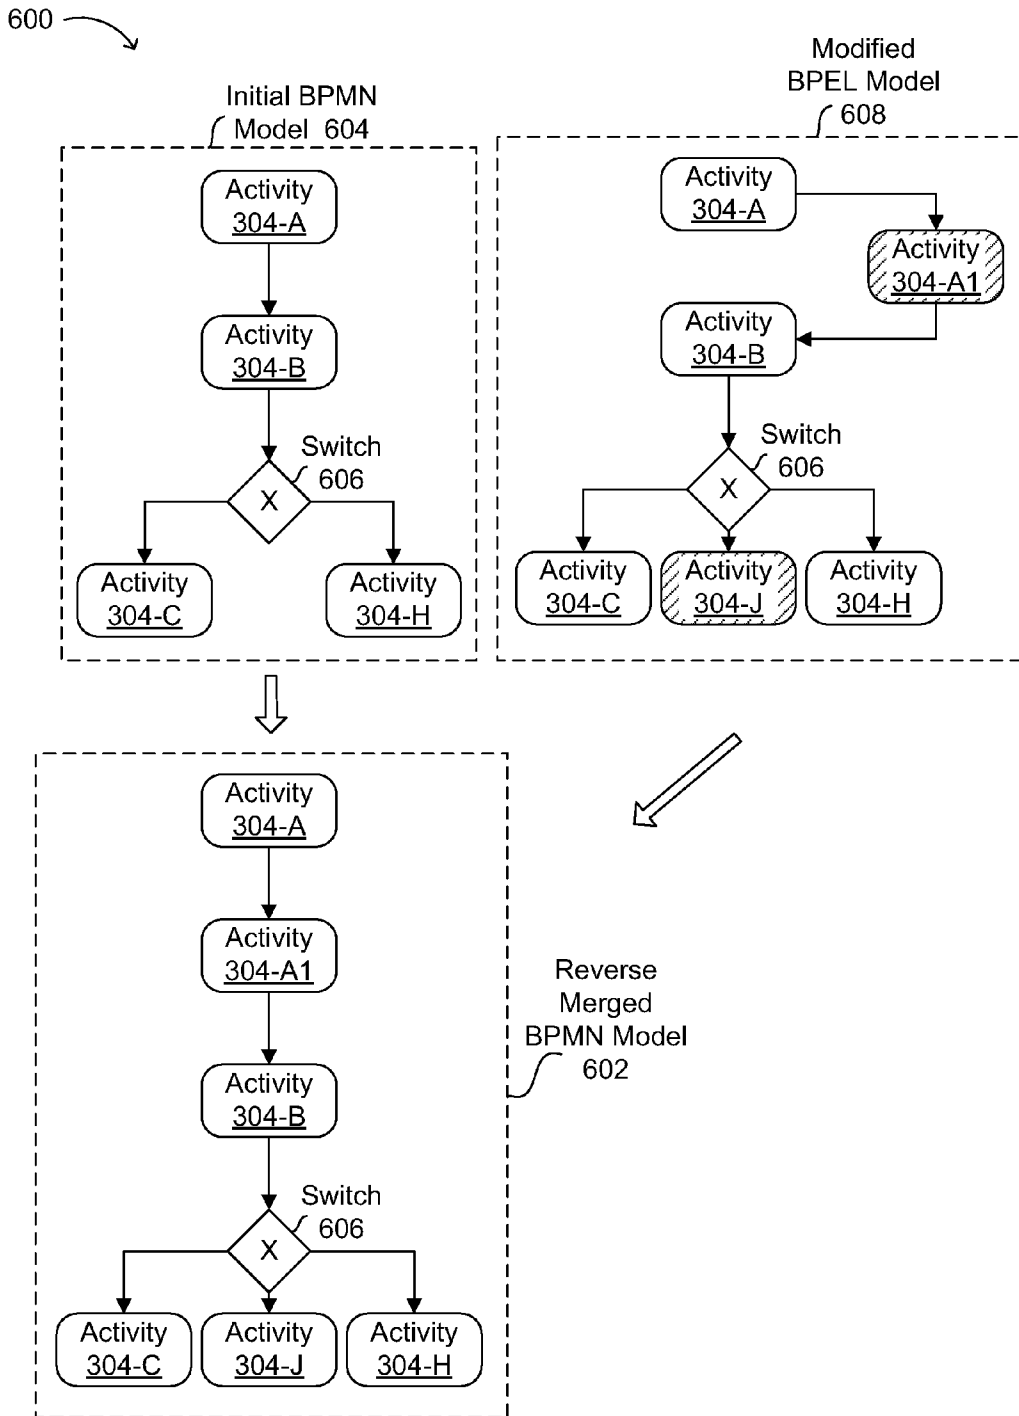 600
Initial BPMN
Model 604
Activity
304-A
Activity
304-B
Switch
606
X
Activity
304-C
Activity
304-H
Modified
BPEL Model
608
Activity
304-A
Activity
304-A1
Activity
304-B
Switch
606
X
Activity
304-C
Activity
304-J
Activity
304-H
Activity
304-A
Activity
304-A1
Activity
304-B
Switch
606
X
Activity
304-C
Activity
304-J
Activity
304-H
Reverse
Merged
BPMN Model
602